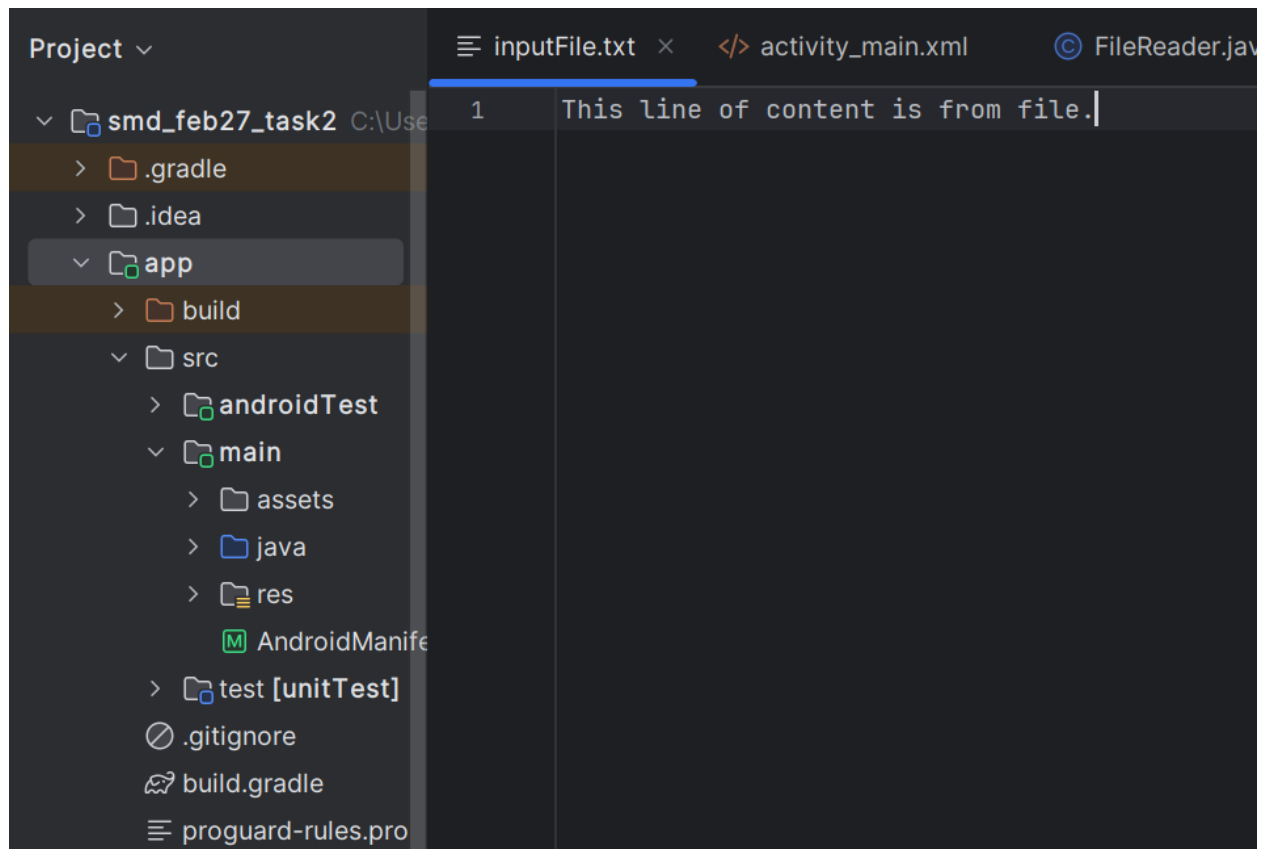 Project
inputFile.txt
activity_main.xml
FileReader.jav
smd_feb27_task2 C:\Use
.gradle
.idea
app
build
src
androidTest
main
assets
java
res
M AndroidManife
test [unitTest]
.gitignore
build.gradle
proguard-rules.pro
1 This line of content is from file.